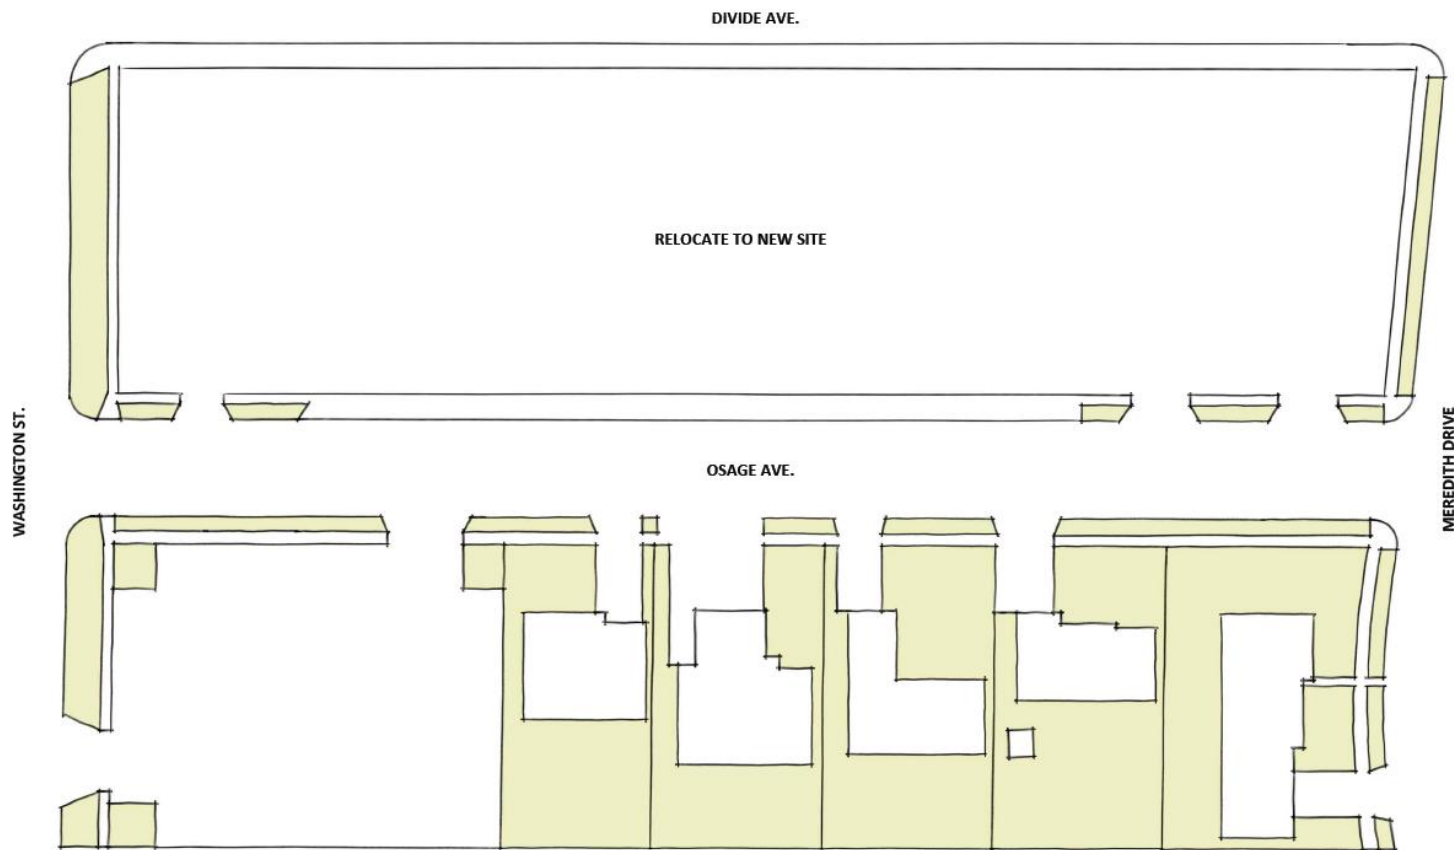 DIVIDE AVE.
RELOCATE TO NEW SITE
WASHINGTON ST.
OSAGE AVE.
MEREDITH DRIVE